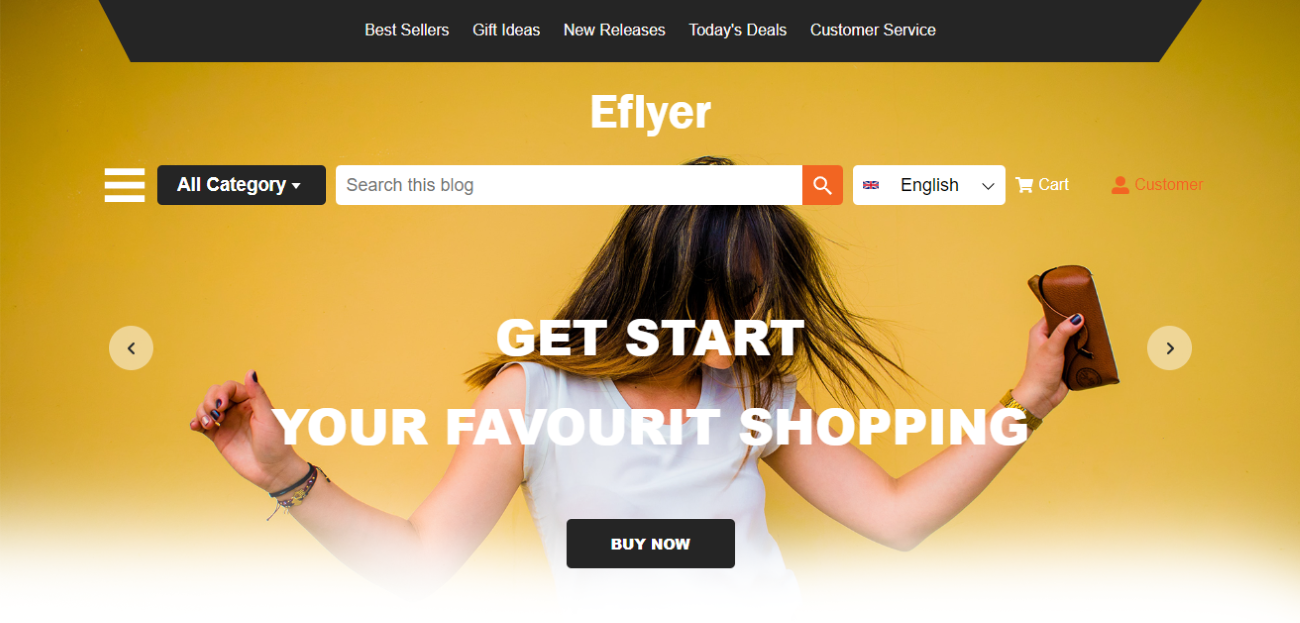 Best Sellers Gift Ideas New Releases Today's Deals Customer Service
Eflyer
All Category Search this blog English Cart Customer
GET START
YOUR FAVOURIT SHOPPING
BUY NOW